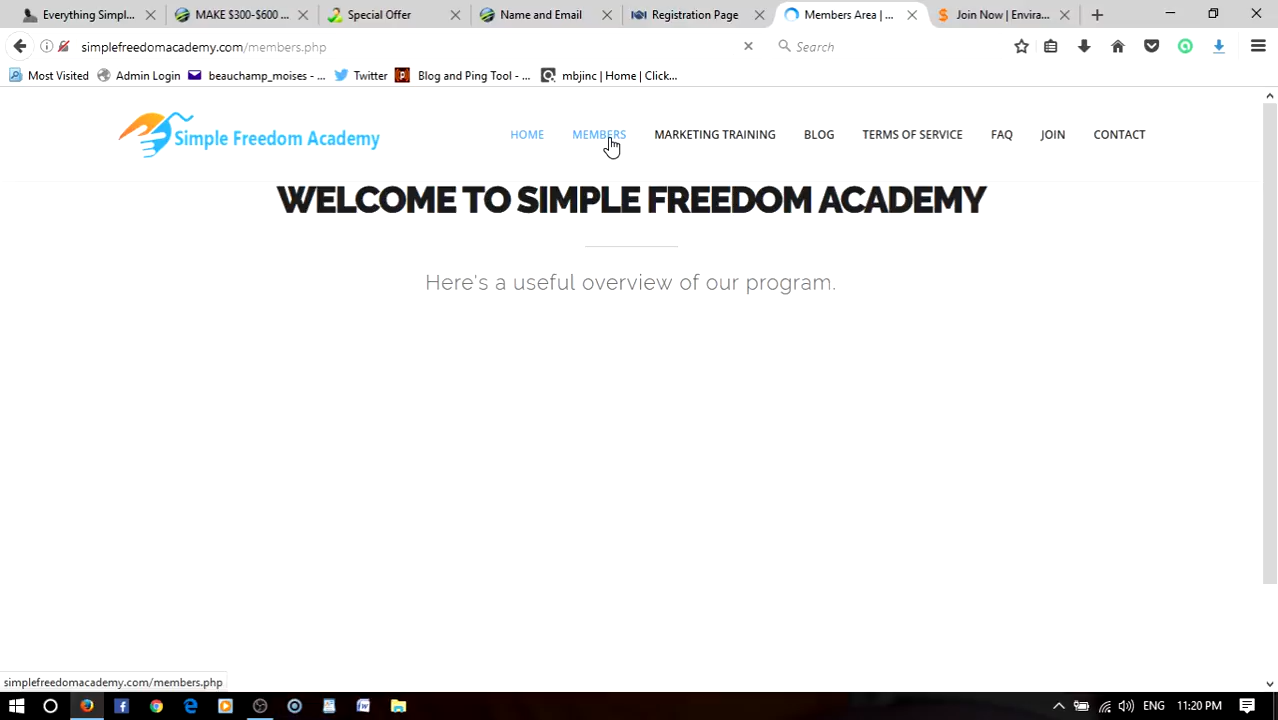 Everything Simpl...
MAKE $300-$600 ...
Special Offer
Name and Email
Registration Page
Members Area | ...
Join Now | Envira...
simplefreedomacademy.com/members.php
Search
Most Visited
Admin Login
beauchamp_moises - ...
Twitter
Blog and Ping Tool - ...
mbjinc | Home | Click...
Simple Freedom Academy
HOME
MEMBERS
MARKETING TRAINING
BLOG
TERMS OF SERVICE
FAQ
JOIN
CONTACT
WELCOME TO SIMPLE FREEDOM ACADEMY
Here's a useful overview of our program.
simplefreedomacademy.com/members.php
ENG
11:20 PM